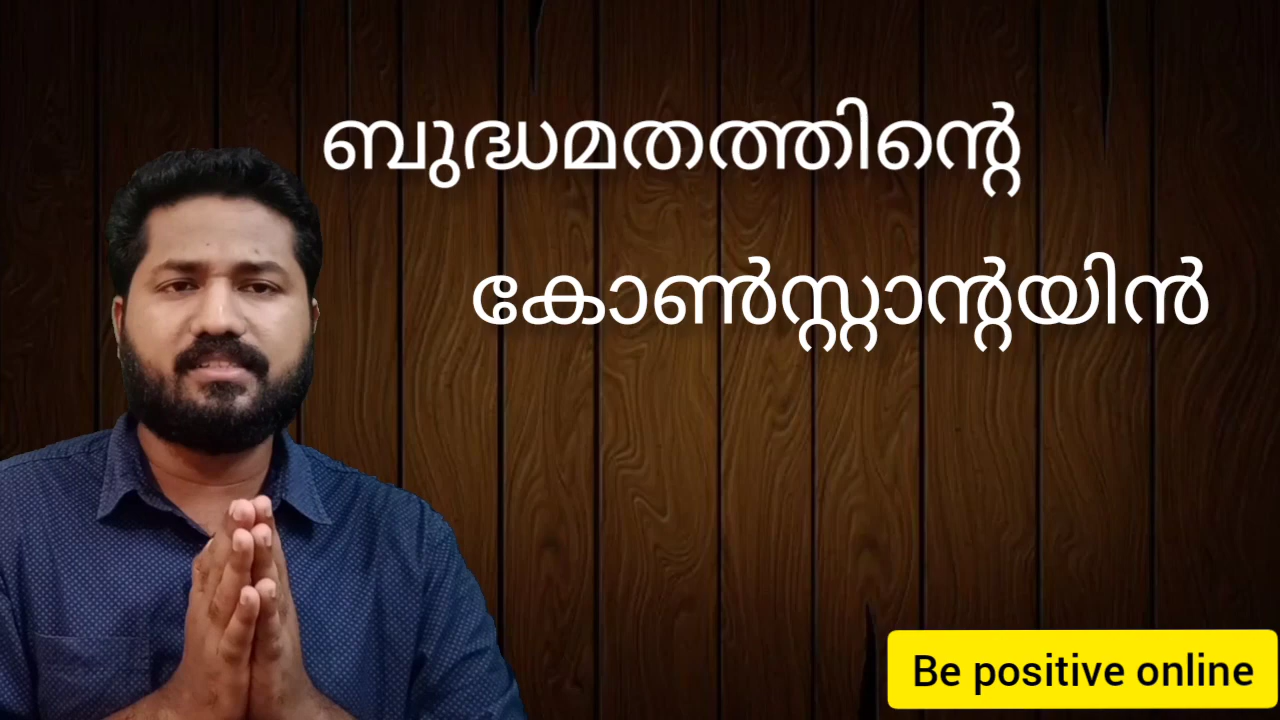 ബുദ്ധമതത്തിന്റെ
കോൺസ്റ്റാന്റയിൻ
Be positive online